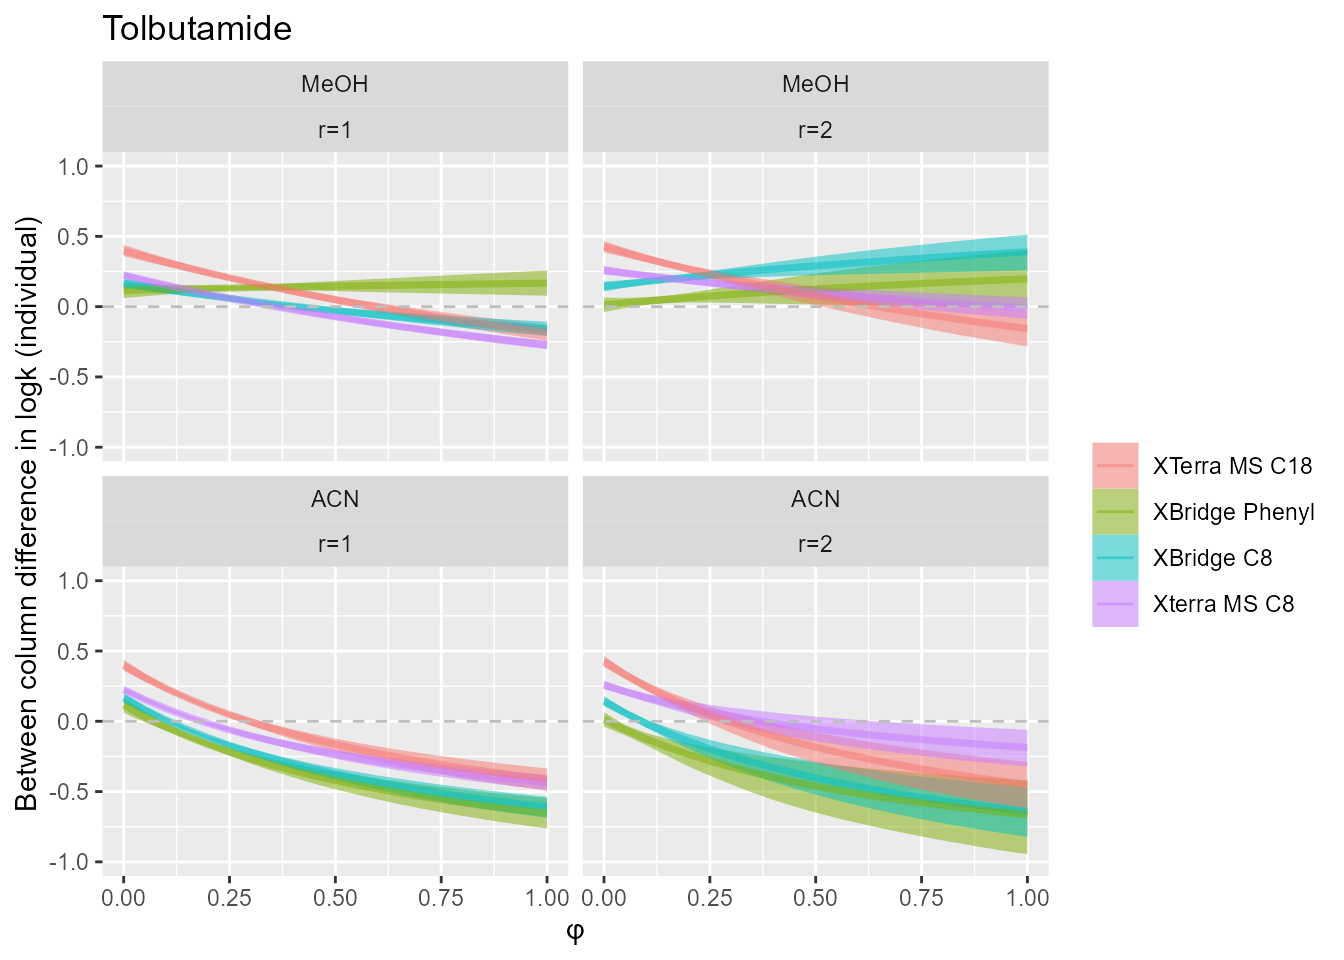 Tolbutamide
MeOH
MeOH
r=1
r=2
1.0
0.5
0.0
-0.5
-1.0
ACN
ACN
r=1
r=2
1.0
0.5
0.0
-0.5
-1.0
0.00 0.25 0.50 0.75 1.00
0.00 0.25 0.50 0.75 1.00
φ
Between column difference in logk (individual)
XTerra MS C18
XBridge Phenyl
XBridge C8
Xterra MS C8